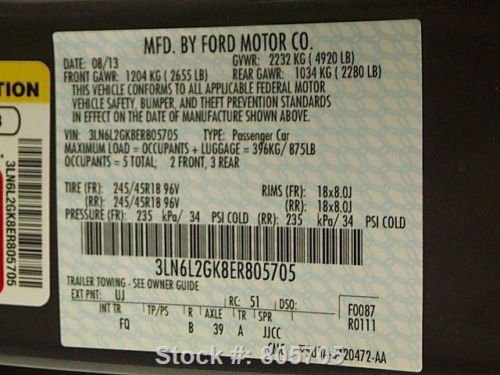 MFD. BY FORD MOTOR CO.
DATE: 08/13 GVWR: 2232 KG ( 4920 LB)
FRONT GAWR: 1204 KG ( 2655 LB) REAR GAWR: 1034 KG ( 2280 LB)
THIS VEHICLE CONFORMS TO ALL APPLICABLE FEDERAL MOTOR
VEHICLE SAFETY, BUMPER, AND THEFT PREVENTION STANDARDS
IN EFFECT ON THE DATE OF MANUFACTURE SHOWN ABOVE.
VIN: 3LN6L2GK8ER805705 TYPE: Passenger Car
MAXIMUM LOAD = OCCUPANTS + LUGGAGE = 396KG/ 875LB
OCCUPANTS = 5 TOTAL; 2 FRONT, 3 REAR
TIRE (FR): 245/45R18 96V RIMS (FR): 18x8.0J
(RR): 245/45R18 96V (RR): 18x8.0J
PRESSURE (FR): 235 kPa/ 34 PSI COLD (RR): 235 kPa/ 34 PSI COLD
3LN6L2GK8ER805705
TRAILER TOWING - SEE OWNER GUIDE
EXT PNT: UJ RC: 51 DSO: F0087
INT TR TP/PS R AXLE TR SPR R0111
FQ B 39 A JJCC
TION
3LN6L2GK8ER805705
Stock #: 805705